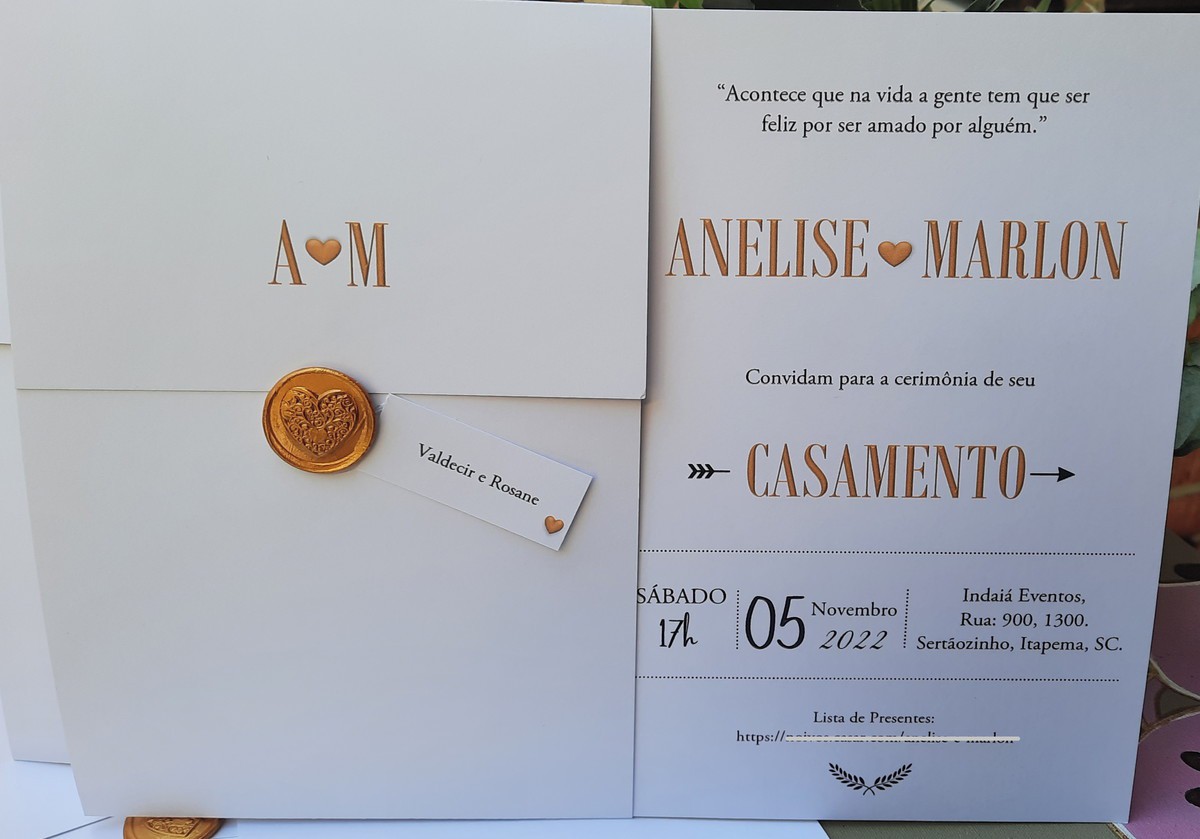 A M
Valdecir e Rosane
“Acontece que na vida a gente tem que ser
feliz por ser amado por alguém.”
ANELISE MARLON
Convidam para a cerimônia de seu
CASAMENTO
SÁBADO
17h
05
Novembro
2022
Indaiá Eventos,
Rua: 900, 1300.
Sertãozinho, Itapema, SC.
Lista de Presentes:
https://